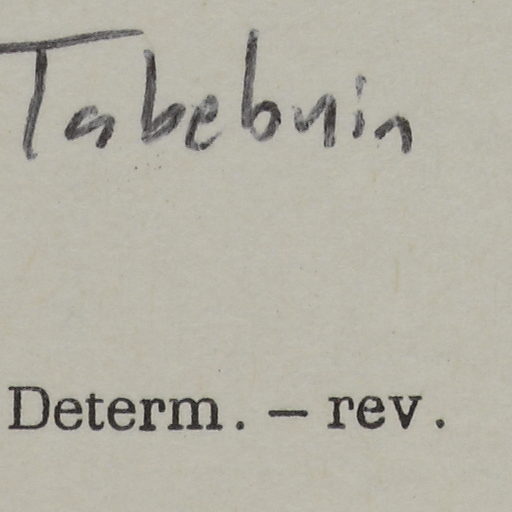 Tabebuia
Determ. – rev.